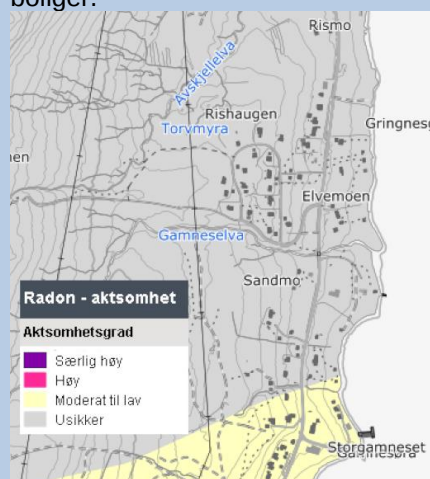 boliger.
Rismo
Avskjellelva
Rishaugen
Torvmyra
Elvemoen
Gamneselva
Sandmo
Radon - aktsomhet
Aktsomhetsgrad
Særlig høy
Høy
Moderat til lav
Usikker
Storgamneset